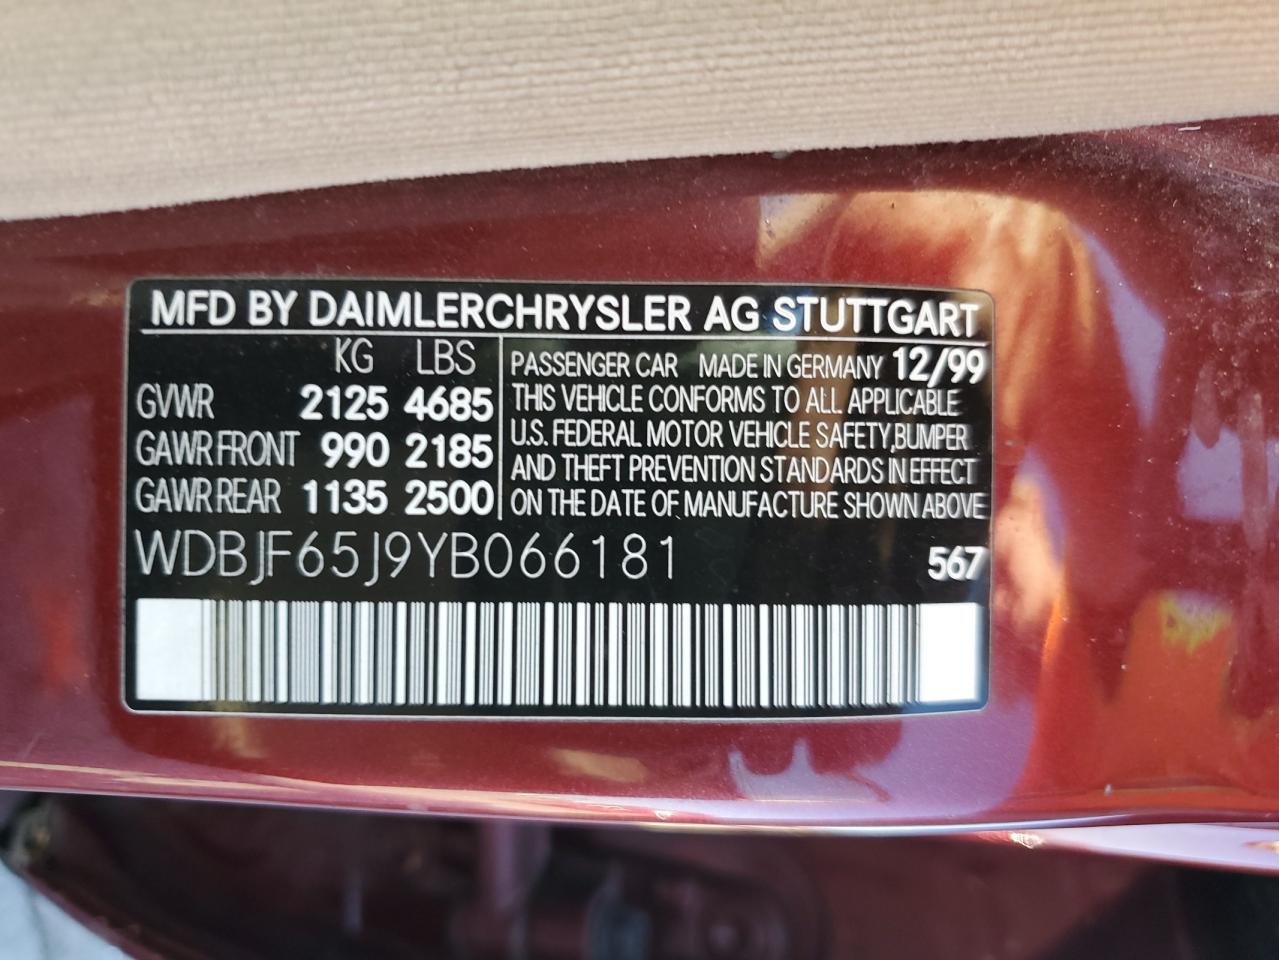 MFD BY DAIMLERCHRYSLER AG STUTTGART
KG LBS
GVWR 2125 4685
GAWR FRONT 990 2185
GAWR REAR 1135 2500
PASSENGER CAR MADE IN GERMANY 12/99
THIS VEHICLE CONFORMS TO ALL APPLICABLE
U.S. FEDERAL MOTOR VEHICLE SAFETY,BUMPER
AND THEFT PREVENTION STANDARDS IN EFFECT
ON THE DATE OF MANUFACTURE SHOWN ABOVE
WDBJF65J9YB066181 567